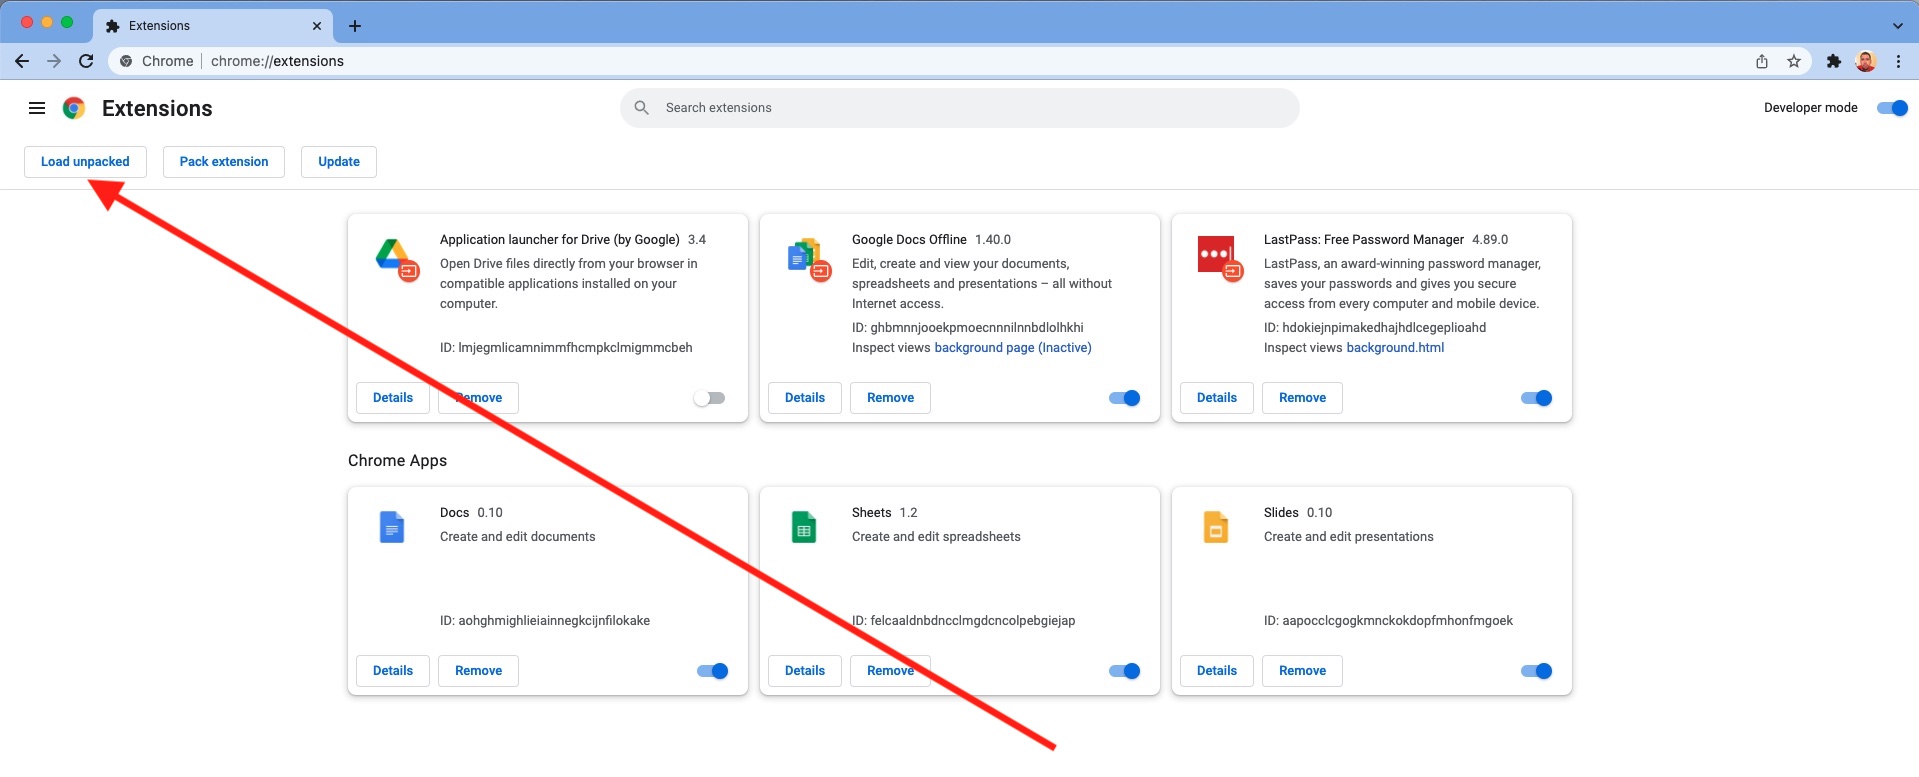 Extensions
Chrome | chrome://extensions
Extensions
Search extensions
Developer mode
Load unpacked
Pack extension
Update
Application launcher for Drive (by Google) 3.4
Open Drive files directly from your browser in
compatible applications installed on your
computer.
ID: lmjegmlicamnimmfhcmpkclmigmmcbeh
Details
Remove
Google Docs Offline 1.40.0
Edit, create and view your documents,
spreadsheets and presentations – all without
Internet access.
ID: ghbmnnjooekpmoecnnnilnnbdlolhkhi
Inspect views background page (Inactive)
Details
Remove
LastPass: Free Password Manager 4.89.0
LastPass, an award-winning password manager,
saves your passwords and gives you secure
access from every computer and mobile device.
ID: hdokiejnpimakedhajhdlcegeplioahd
Inspect views background.html
Details
Remove
Chrome Apps
Docs 0.10
Create and edit documents
ID: aohghmighlieiainnegkcijnfilokake
Details
Remove
Sheets 1.2
Create and edit spreadsheets
ID: felcaaldnbdncclmgdcncolpebgiejap
Details
Remove
Slides 0.10
Create and edit presentations
ID: aapocclcgogkmnckokdopfmhonfmgoek
Details
Remove